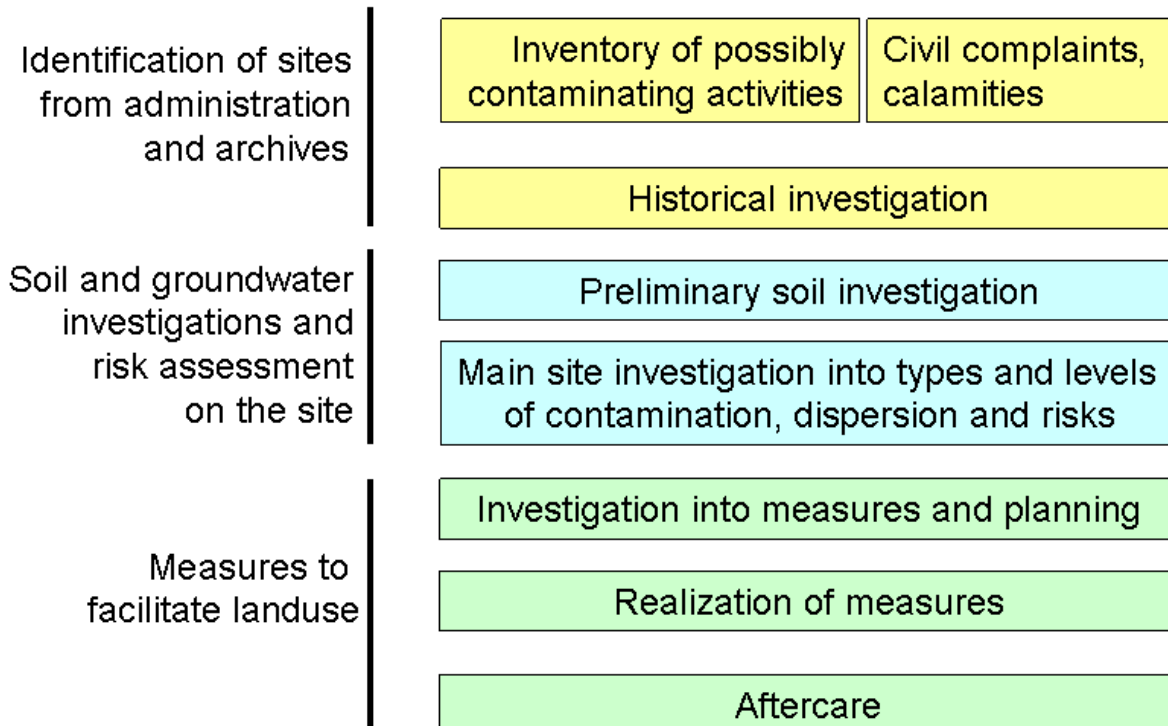 Identification of sites
from administration
and archives
Inventory of possibly
contaminating activities
Civil complaints,
calamities
Historical investigation
Soil and groundwater
investigations and
risk assessment
on the site
Preliminary soil investigation
Main site investigation into types and levels
of contamination, dispersion and risks
Measures to
facilitate landuse
Investigation into measures and planning
Realization of measures
Aftercare